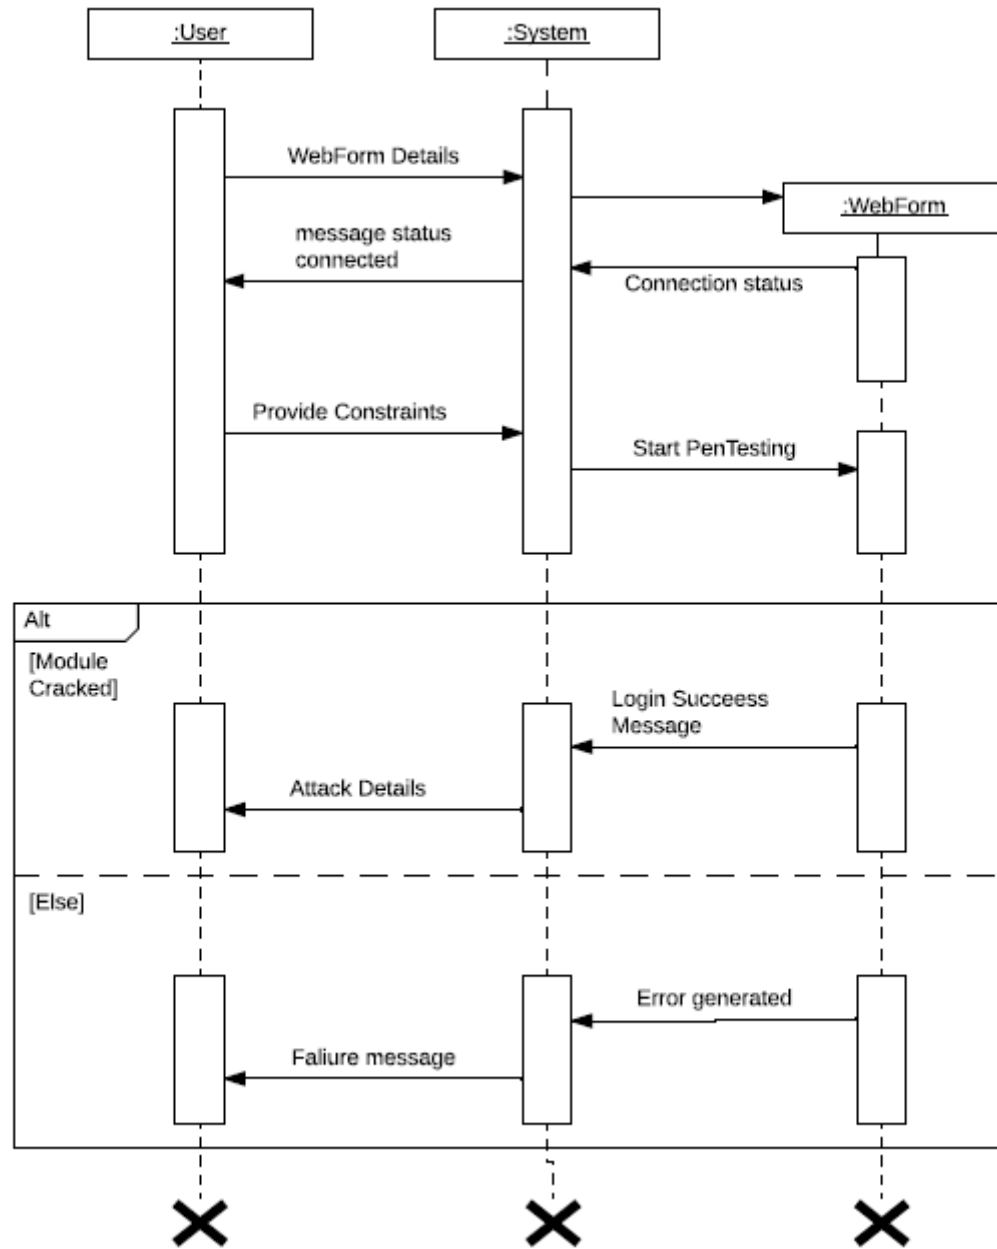 :User
:System
WebForm Details
:WebForm
message status
connected
Connection status
Provide Constraints
Start PenTesting
Alt
[Module
Cracked]
Login Succeess
Message
Attack Details
[Else]
Error generated
Faliure message